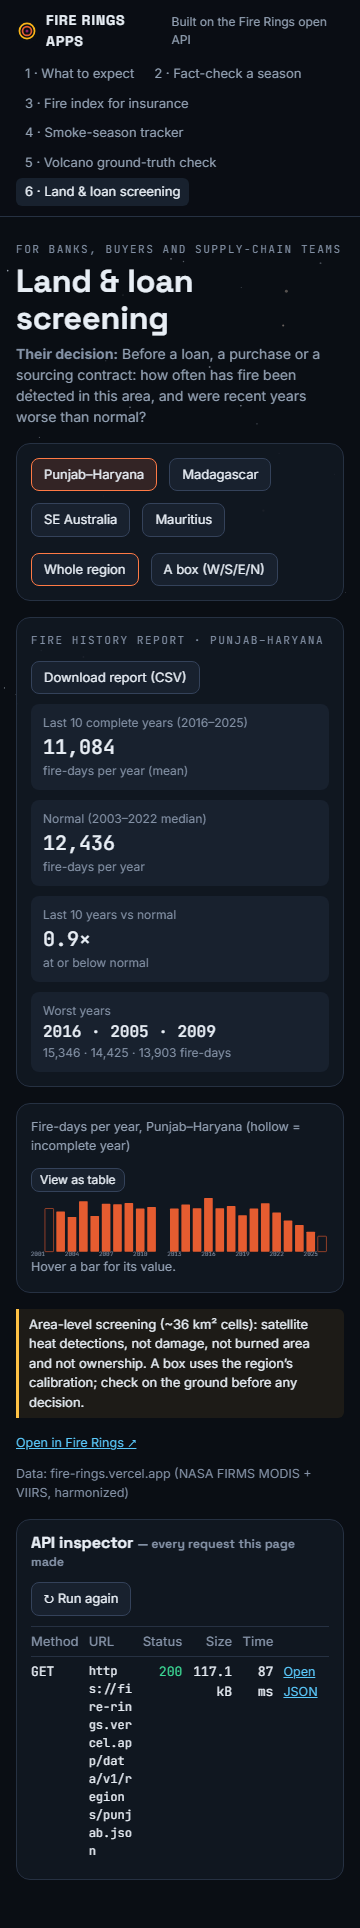 FIRE RINGS
APPS
Built on the Fire Rings open
API
1 · What to expect
2 · Fact-check a season
3 · Fire index for insurance
4 · Smoke-season tracker
5 · Volcano ground-truth check
6 · Land & loan screening
FOR BANKS, BUYERS AND SUPPLY-CHAIN TEAMS
Land & loan
screening
Their decision: Before a loan, a purchase or a
sourcing contract: how often has fire been
detected in this area, and were recent years
worse than normal?
Punjab–Haryana
Madagascar
SE Australia
Mauritius
Whole region
A box (W/S/E/N)
FIRE HISTORY REPORT · PUNJAB–HARYANA
Download report (CSV)
Last 10 complete years (2016–2025)
11,084
fire-days per year (mean)
Normal (2003–2022 median)
12,436
fire-days per year
Last 10 years vs normal
0.9×
at or below normal
Worst years
2016 · 2005 · 2009
15,346 · 14,425 · 13,903 fire-days
Fire-days per year, Punjab–Haryana (hollow =
incomplete year)
View as table
2001 2004 2007 2010 2013 2016 2019 2022 2025
Hover a bar for its value.
Area-level screening (~36 km² cells): satellite
heat detections, not damage, not burned area
and not ownership. A box uses the region's
calibration; check on the ground before any
decision.
Open in Fire Rings ↗
Data: fire-rings.vercel.app (NASA FIRMS MODIS +
VIIRS, harmonized)
API inspector — every request this page
made
↻ Run again
Method URL Status Size Time
GET http 200 117.1 87 Open
s://fi kB ms JSON
re-rin
gs.ver
cel.ap
p/dat
a/v1/r
egion
s/punj
ab.jso
n